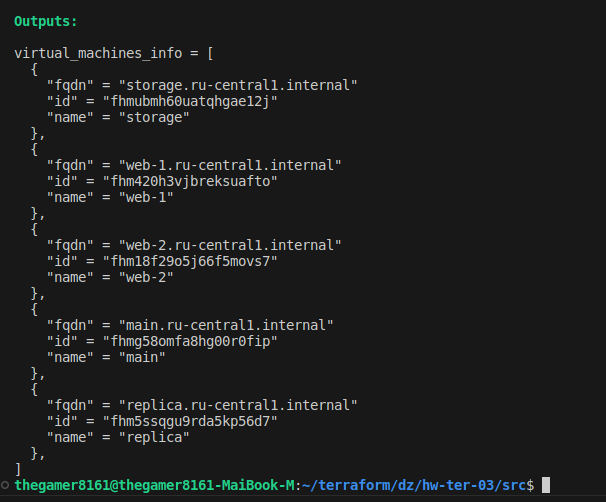 Outputs:
virtual_machines_info = [
  {
    "fqdn" = "storage.ru-central1.internal"
    "id" = "fhmubmh60uatqhgae12j"
    "name" = "storage"
  },
  {
    "fqdn" = "web-1.ru-central1.internal"
    "id" = "fhm420h3vjbreksuafto"
    "name" = "web-1"
  },
  {
    "fqdn" = "web-2.ru-central1.internal"
    "id" = "fhm18f29o5j66f5movs7"
    "name" = "web-2"
  },
  {
    "fqdn" = "main.ru-central1.internal"
    "id" = "fhmg58omfa8hg00r0fip"
    "name" = "main"
  },
  {
    "fqdn" = "replica.ru-central1.internal"
    "id" = "fhm5ssqgu9rda5kp56d7"
    "name" = "replica"
  },
]
thegamer8161@thegamer8161-MaiBook-M:~/terraform/dz/hw-ter-03/src$